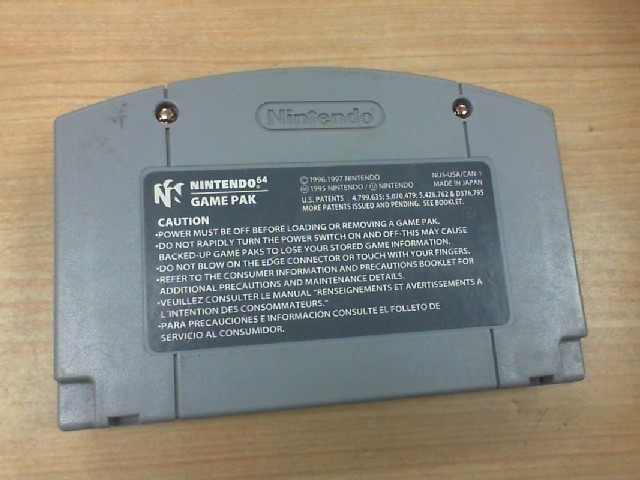 Nintendo
NINTENDO 64
GAME PAK
© 1996, 1997 NINTENDO
NUS-USA/CAN-1
Ⓜ 1995 NINTENDO / Ⓓ NINTENDO
MADE IN JAPAN
U.S. PATENTS 4,799,635; 5,070,479; 5,426,762 & D376,795
MORE PATENTS ISSUED AND PENDING. SEE BOOKLET.
CAUTION
•POWER MUST BE OFF BEFORE LOADING OR REMOVING A GAME PAK.
•DO NOT RAPIDLY TURN THE POWER SWITCH ON AND OFF-THIS MAY CAUSE
BACKED-UP GAME PAKS TO LOSE YOUR STORED GAME INFORMATION.
•DO NOT BLOW ON THE EDGE CONNECTOR OR TOUCH WITH YOUR FINGERS.
•REFER TO THE CONSUMER INFORMATION AND PRECAUTIONS BOOKLET FOR
ADDITIONAL PRECAUTIONS AND MAINTENANCE DETAILS.
•VEUILLEZ CONSULTER LE MANUAL "RENSEIGNEMENTS ET AVERTISSEMENTS A
L'INTENTION DES CONSOMMATEURS."
•PARA PRECAUCIONES E INFORMACIÓN CONSULTE EL FOLLETO DE
SERVICIO AL CONSUMIDOR.